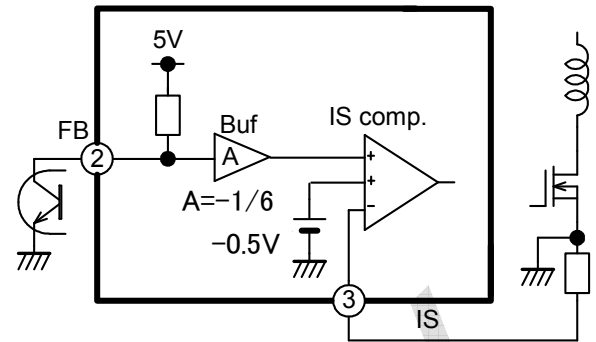 5V
FB
2
Buf
A
A=−1/6
IS comp.
+
+
−
−0.5V
3
IS